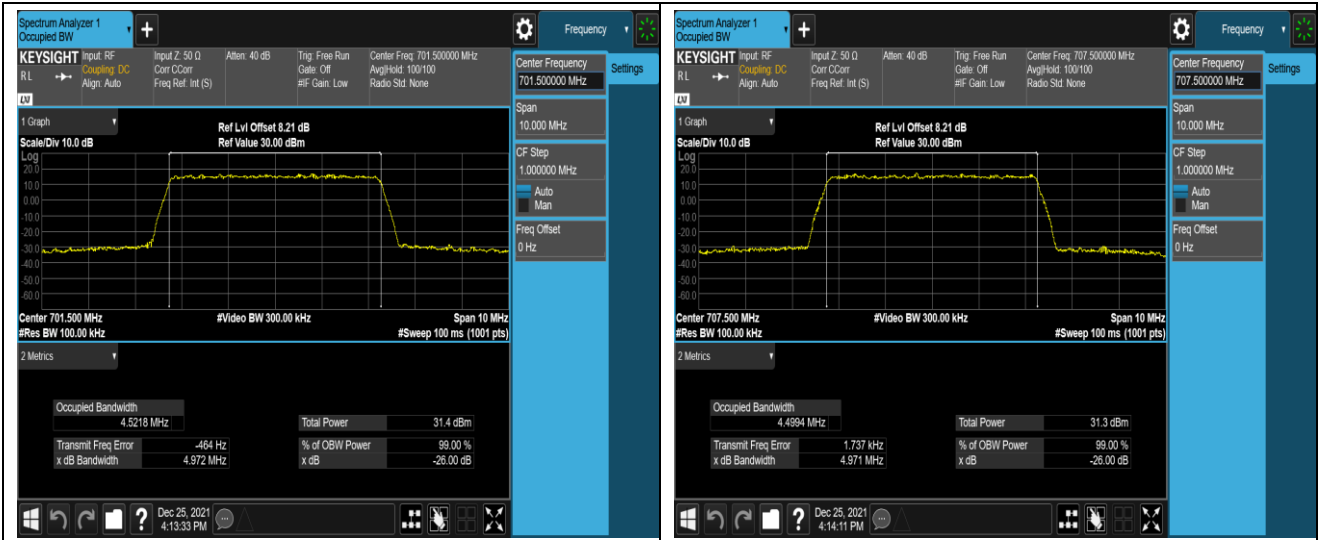 Spectrum Analyzer 1
Occupied BW
+
Frequency
KEYSIGHT
RL
LXI
Input: RF
Coupling: DC
Align: Auto
Input Z: 50 Ω
Corr CCorr
Freq Ref: Int (S)
Atten: 40 dB
Trig: Free Run
Gate: Off
#IF Gain: Low
Center Freq: 701.500000 MHz
Avg|Hold: 100/100
Radio Std: None
Center Frequency
701.500000 MHz
Settings
Span
10.000 MHz
CF Step
1.000000 MHz
Auto
Man
Freq Offset
0 Hz
1 Graph
Scale/Div 10.0 dB
Ref Lvl Offset 8.21 dB
Ref Value 30.00 dBm
Log
20.0
10.0
0.00
-10.0
-20.0
-30.0
-40.0
-50.0
-60.0
Center 701.500 MHz
#Video BW 300.00 kHz
Span 10 MHz
#Res BW 100.00 kHz
#Sweep 100 ms (1001 pts)
2 Metrics
Occupied Bandwidth
4.5218 MHz
Total Power 31.4 dBm
Transmit Freq Error -464 Hz
% of OBW Power 99.00 %
x dB Bandwidth 4.972 MHz
x dB -26.00 dB
?
Dec 25, 2021
4:13:33 PM
Spectrum Analyzer 1
Occupied BW
+
Frequency
KEYSIGHT
RL
LXI
Input: RF
Coupling: DC
Align: Auto
Input Z: 50 Ω
Corr CCorr
Freq Ref: Int (S)
Atten: 40 dB
Trig: Free Run
Gate: Off
#IF Gain: Low
Center Freq: 707.500000 MHz
Avg|Hold: 100/100
Radio Std: None
Center Frequency
707.500000 MHz
Settings
Span
10.000 MHz
CF Step
1.000000 MHz
Auto
Man
Freq Offset
0 Hz
1 Graph
Scale/Div 10.0 dB
Ref Lvl Offset 8.21 dB
Ref Value 30.00 dBm
Log
20.0
10.0
0.00
-10.0
-20.0
-30.0
-40.0
-50.0
-60.0
Center 707.500 MHz
#Video BW 300.00 kHz
Span 10 MHz
#Res BW 100.00 kHz
#Sweep 100 ms (1001 pts)
2 Metrics
Occupied Bandwidth
4.4994 MHz
Total Power 31.3 dBm
Transmit Freq Error 1.737 kHz
% of OBW Power 99.00 %
x dB Bandwidth 4.971 MHz
x dB -26.00 dB
?
Dec 25, 2021
4:14:11 PM